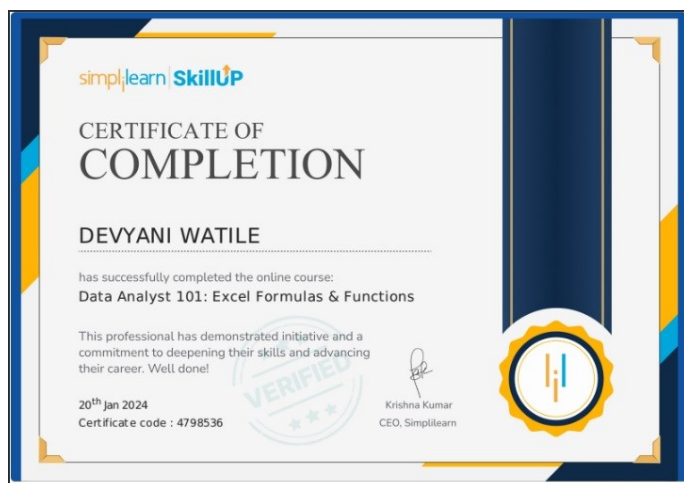 simplilearn | SkillUP
CERTIFICATE OF
COMPLETION
DEVYANI WATILE
has successfully completed the online course:
Data Analyst 101: Excel Formulas & Functions
This professional has demonstrated initiative and a
commitment to deepening their skills and advancing
their career. Well done!
VERIFIED
20th Jan 2024
Certificate code : 4798536
Krishna Kumar
CEO, Simplilearn